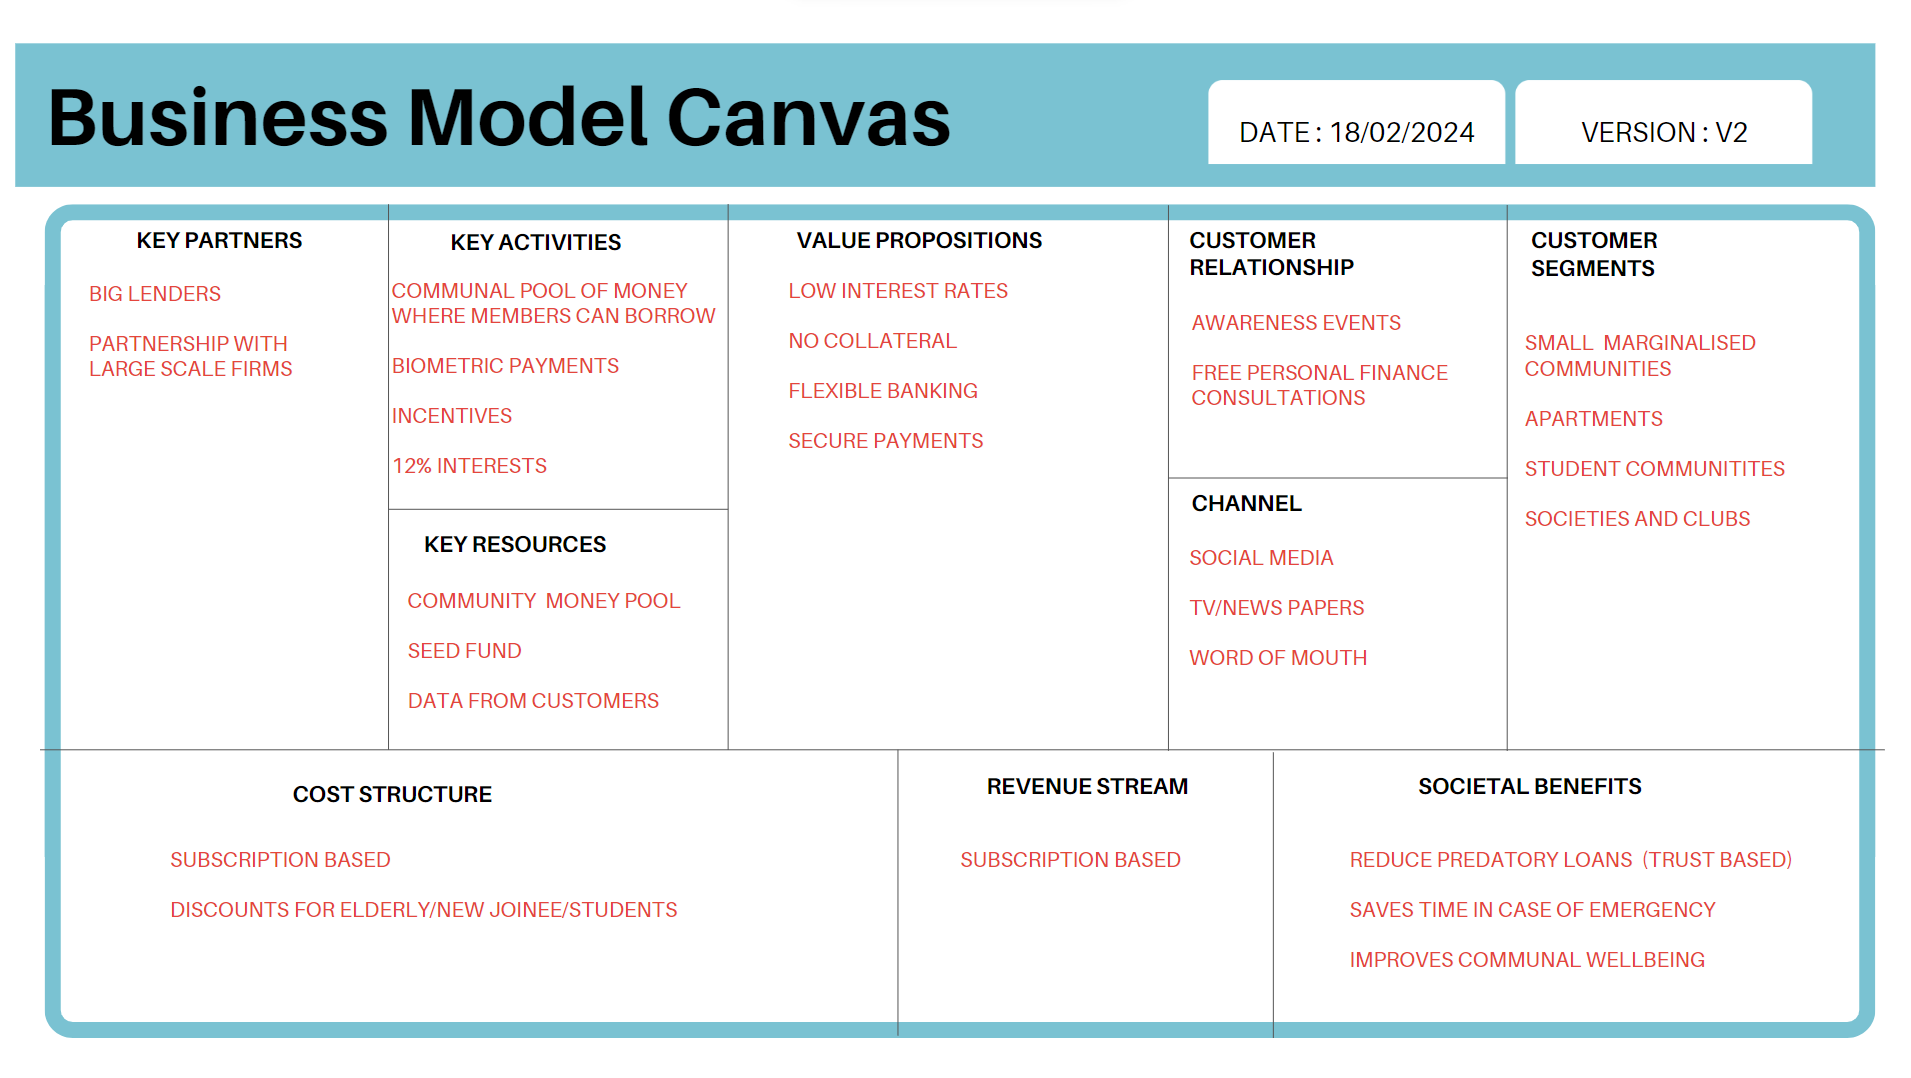 Business Model Canvas
DATE : 18/02/2024
VERSION : V2
KEY PARTNERS
BIG LENDERS
PARTNERSHIP WITH
LARGE SCALE FIRMS
KEY ACTIVITIES
COMMUNAL POOL OF MONEY
WHERE MEMBERS CAN BORROW
BIOMETRIC PAYMENTS
INCENTIVES
12% INTERESTS
KEY RESOURCES
COMMUNITY MONEY POOL
SEED FUND
DATA FROM CUSTOMERS
VALUE PROPOSITIONS
LOW INTEREST RATES
NO COLLATERAL
FLEXIBLE BANKING
SECURE PAYMENTS
CUSTOMER
RELATIONSHIP
AWARENESS EVENTS
FREE PERSONAL FINANCE
CONSULTATIONS
CHANNEL
SOCIAL MEDIA
TV/NEWS PAPERS
WORD OF MOUTH
CUSTOMER
SEGMENTS
SMALL MARGINALISED
COMMUNITIES
APARTMENTS
STUDENT COMMUNITITES
SOCIETIES AND CLUBS
COST STRUCTURE
SUBSCRIPTION BASED
DISCOUNTS FOR ELDERLY/NEW JOINEE/STUDENTS
REVENUE STREAM
SUBSCRIPTION BASED
SOCIETAL BENEFITS
REDUCE PREDATORY LOANS (TRUST BASED)
SAVES TIME IN CASE OF EMERGENCY
IMPROVES COMMUNAL WELLBEING